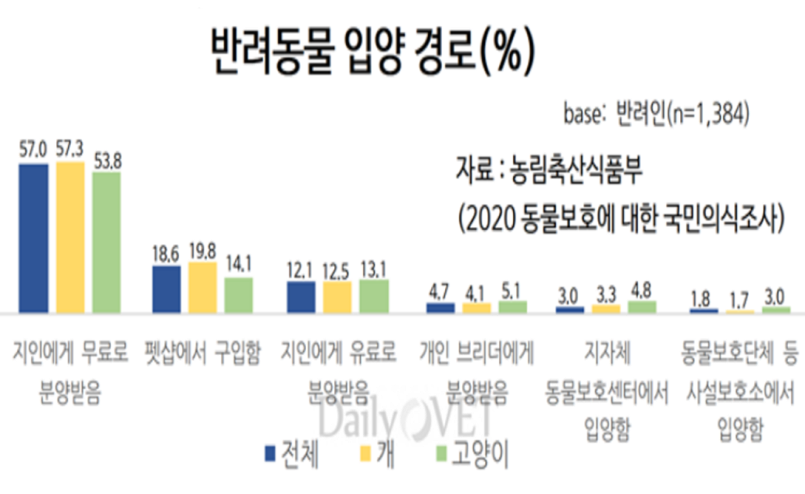 반려동물 입양 경로(%)
base: 반려인(n=1,384)
자료 : 농림축산식품부
(2020 동물보호에 대한 국민의식조사)
57.0 57.3 53.8
18.6 19.8 14.1
12.1 12.5 13.1
4.7 4.1 5.1
3.0 3.3 4.8
1.8 1.7 3.0
지인에게 무료로
분양받음
펫샵에서 구입함
지인에게 유료로
분양받음
개인 브리더에게
분양받음
지자체
동물보호센터에서
입양함
동물보호단체 등
사설보호소에서
입양함
DailyVET
전체 개 고양이